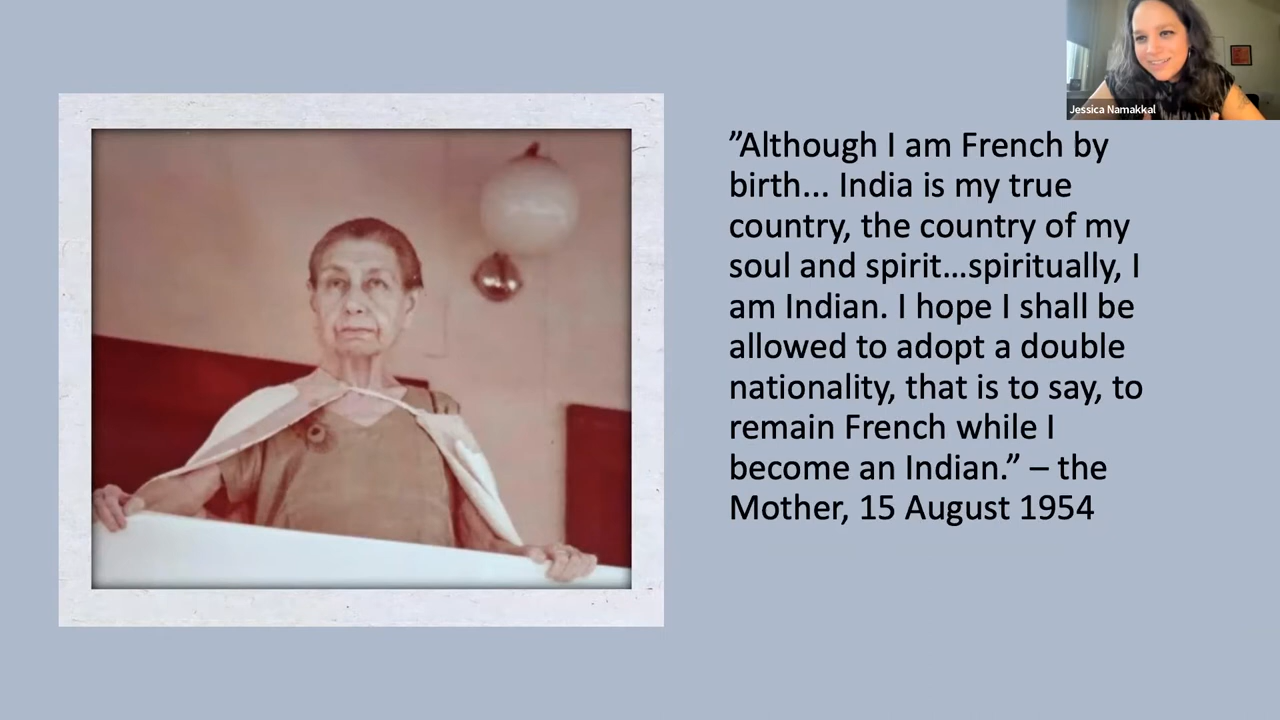 Jessica Namakkal
”Although I am French by
birth... India is my true
country, the country of my
soul and spirit...spiritually, I
am Indian. I hope I shall be
allowed to adopt a double
nationality, that is to say, to
remain French while I
become an Indian.” – the
Mother, 15 August 1954